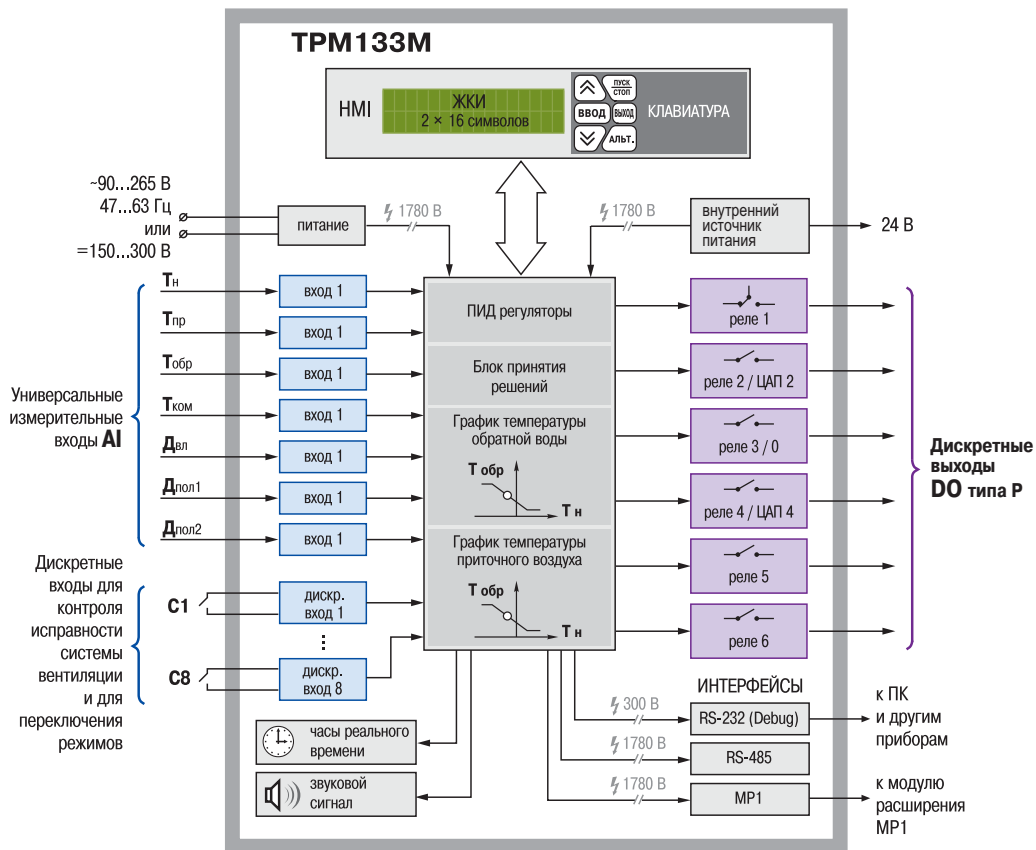 ТРМ133М
HMI
ЖКИ
2 × 16 символов
ПУСК
СТОП
ВВОД
ВЫХОД
АЛЬТ.
КЛАВИАТУРА
~90...265 В
47...63 Гц
или
=150...300 В
питание
1780 В
1780 В
внутренний
источник
питания
24 В
Универсальные
измерительные
входы AI
Тн
вход 1
Тпр
вход 1
Тобр
вход 1
Тком
вход 1
Двл
вход 1
Дпол1
вход 1
Дпол2
вход 1
ПИД регуляторы
Блок принятия
решений
График температуры
обратной воды
Т обр
Т н
График температуры
приточного воздуха
Т обр
Т н
реле 1
реле 2 / ЦАП 2
реле 3 / 0
реле 4 / ЦАП 4
реле 5
реле 6
Дискретные
выходы
DO типа Р
Дискретные
входы для
контроля
исправности
системы
вентиляции
и для
переключения
режимов
С1
дискр.
вход 1
С8
дискр.
вход 8
часы реального
времени
звуковой
сигнал
ИНТЕРФЕЙСЫ
300 В
RS-232 (Debug)
1780 В
RS-485
1780 В
МР1
к ПК
и другим
приборам
к модулю
расширения
МР1